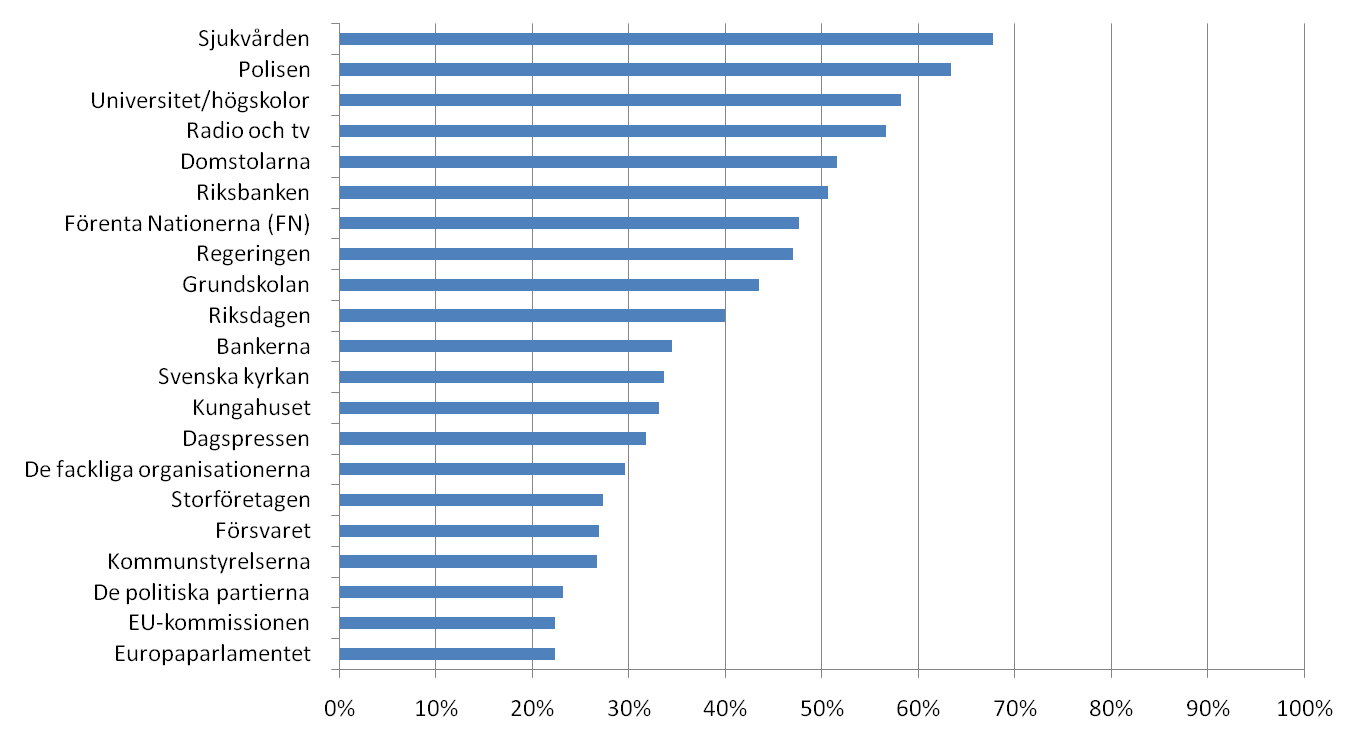 Sjukvården
Polisen
Universitet/högskolor
Radio och tv
Domstolarna
Riksbanken
Förenta Nationerna (FN)
Regeringen
Grundskolan
Riksdagen
Bankerna
Svenska kyrkan
Kungahuset
Dagspressen
De fackliga organisationerna
Storföretagen
Försvaret
Kommunstyrelserna
De politiska partierna
EU-kommissionen
Europaparlamentet
0% 10% 20% 30% 40% 50% 60% 70% 80% 90% 100%